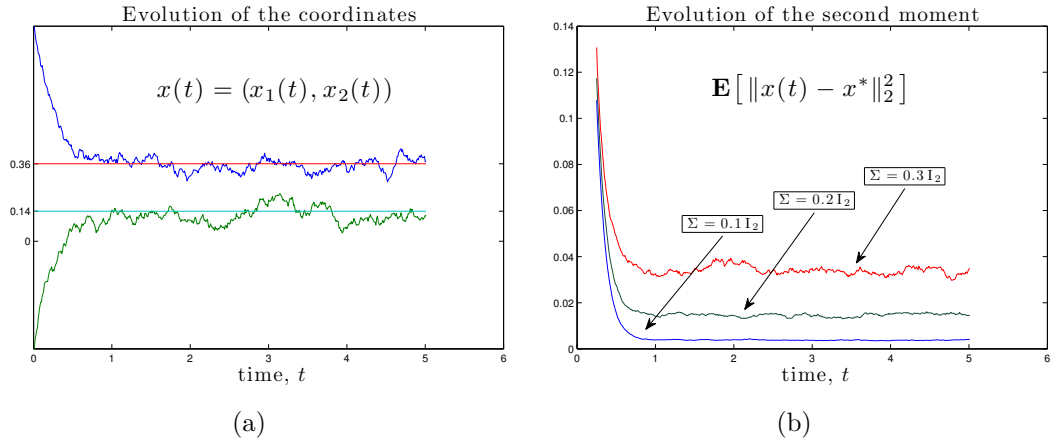 Evolution of the coordinates
x(t) = (x₁(t), x₂(t))
0.36
0.14
0
0 1 2 3 4 5 6
time, t
(a)
Evolution of the second moment
0.14
0.12
0.1
0.08
0.06
0.04
0.02
0
E[‖x(t) − x*‖₂²]
Σ = 0.3 I₂
Σ = 0.2 I₂
Σ = 0.1 I₂
1 2 3 4 5 6
time, t
(b)